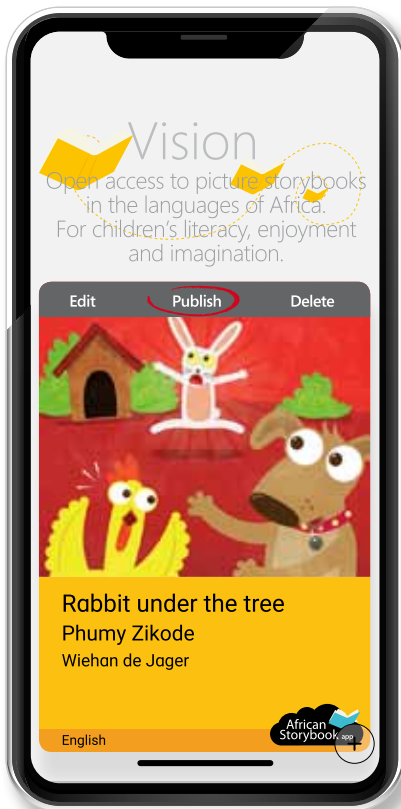 Vision
Open access to picture storybooks
in the languages of Africa.
For children's literacy, enjoyment
and imagination.
Edit Publish Delete
Rabbit under the tree
Phumy Zikode
Wiehan de Jager
English
African
Storybook app
+